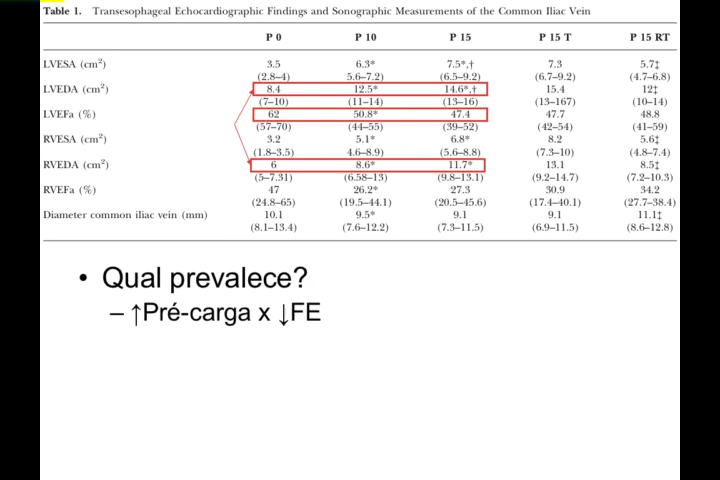 Table 1. Transesophageal Echocardiographic Findings and Sonographic Measurements of the Common Iliac Vein
P 0 P 10 P 15 P 15 T P 15 RT
LVESA (cm²) 3.5 6.3* 7.5*,† 7.3 5.7‡
(2.8–4) 5.6–7.2) (6.5–9.2) (6.7–9.2) (4.7–6.8)
LVEDA (cm²) 8.4 12.5* 14.6*,† 15.4 12‡
(7–10) (11–14) (13–16) (13–167) (10–14)
LVEFa (%) 62 50.8* 47.4 47.7 48.8
(57–70) (44–55) (39–52) (42–54) (41–59)
RVESA (cm²) 3.2 5.1* 6.8* 8.2 5.6‡
(1.8–3.5) 4.6–8.9) (5.6–8.8) (7.3–10) (4.8–7.4)
RVEDA (cm²) 6 8.6* 11.7* 13.1 8.5‡
(5–7.31) (6.58–13) (9.8–13.1) (9.2–14.7) (7.2–10.3)
RVEFa (%) 47 26.2* 27.3 30.9 34.2
(24.8–65) (19.5–44.1) (20.5–45.6) (17.4–40.1) (27.7–38.4)
Diameter common iliac vein (mm) 10.1 9.5* 9.1 9.1 11.1‡
(8.1–13.4) (7.6–12.2) (7.3–11.5) (6.9–11.5) (8.6–12.8)
• Qual prevalece?
– ↑Pré-carga x ↓FE